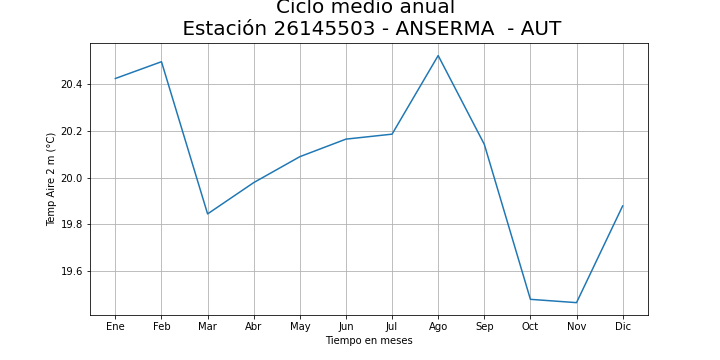 Ciclo medio anual
Estación 26145503 - ANSERMA  - AUT
Temp Aire 2 m (°C)
20.4
20.2
20.0
19.8
19.6
Ene Feb Mar Abr May Jun Jul Ago Sep Oct Nov Dic
Tiempo en meses